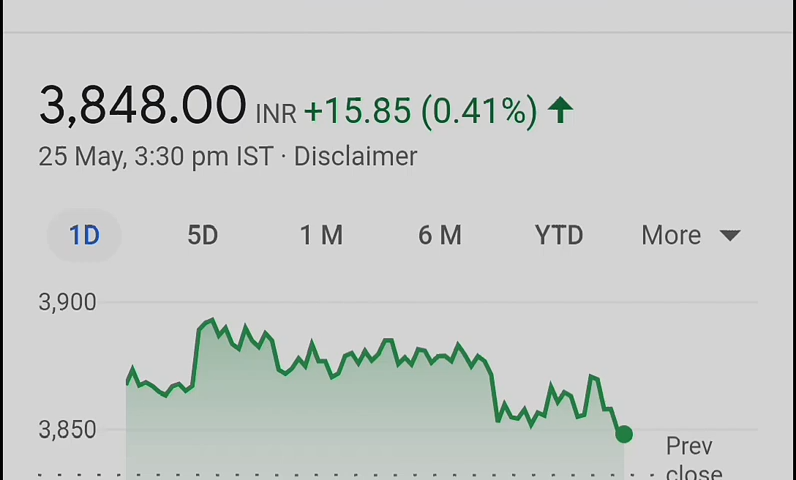 3,848.00 INR +15.85 (0.41%)
25 May, 3:30 pm IST · Disclaimer
1D 5D 1 M 6 M YTD More
3,900
3,850
Prev
close